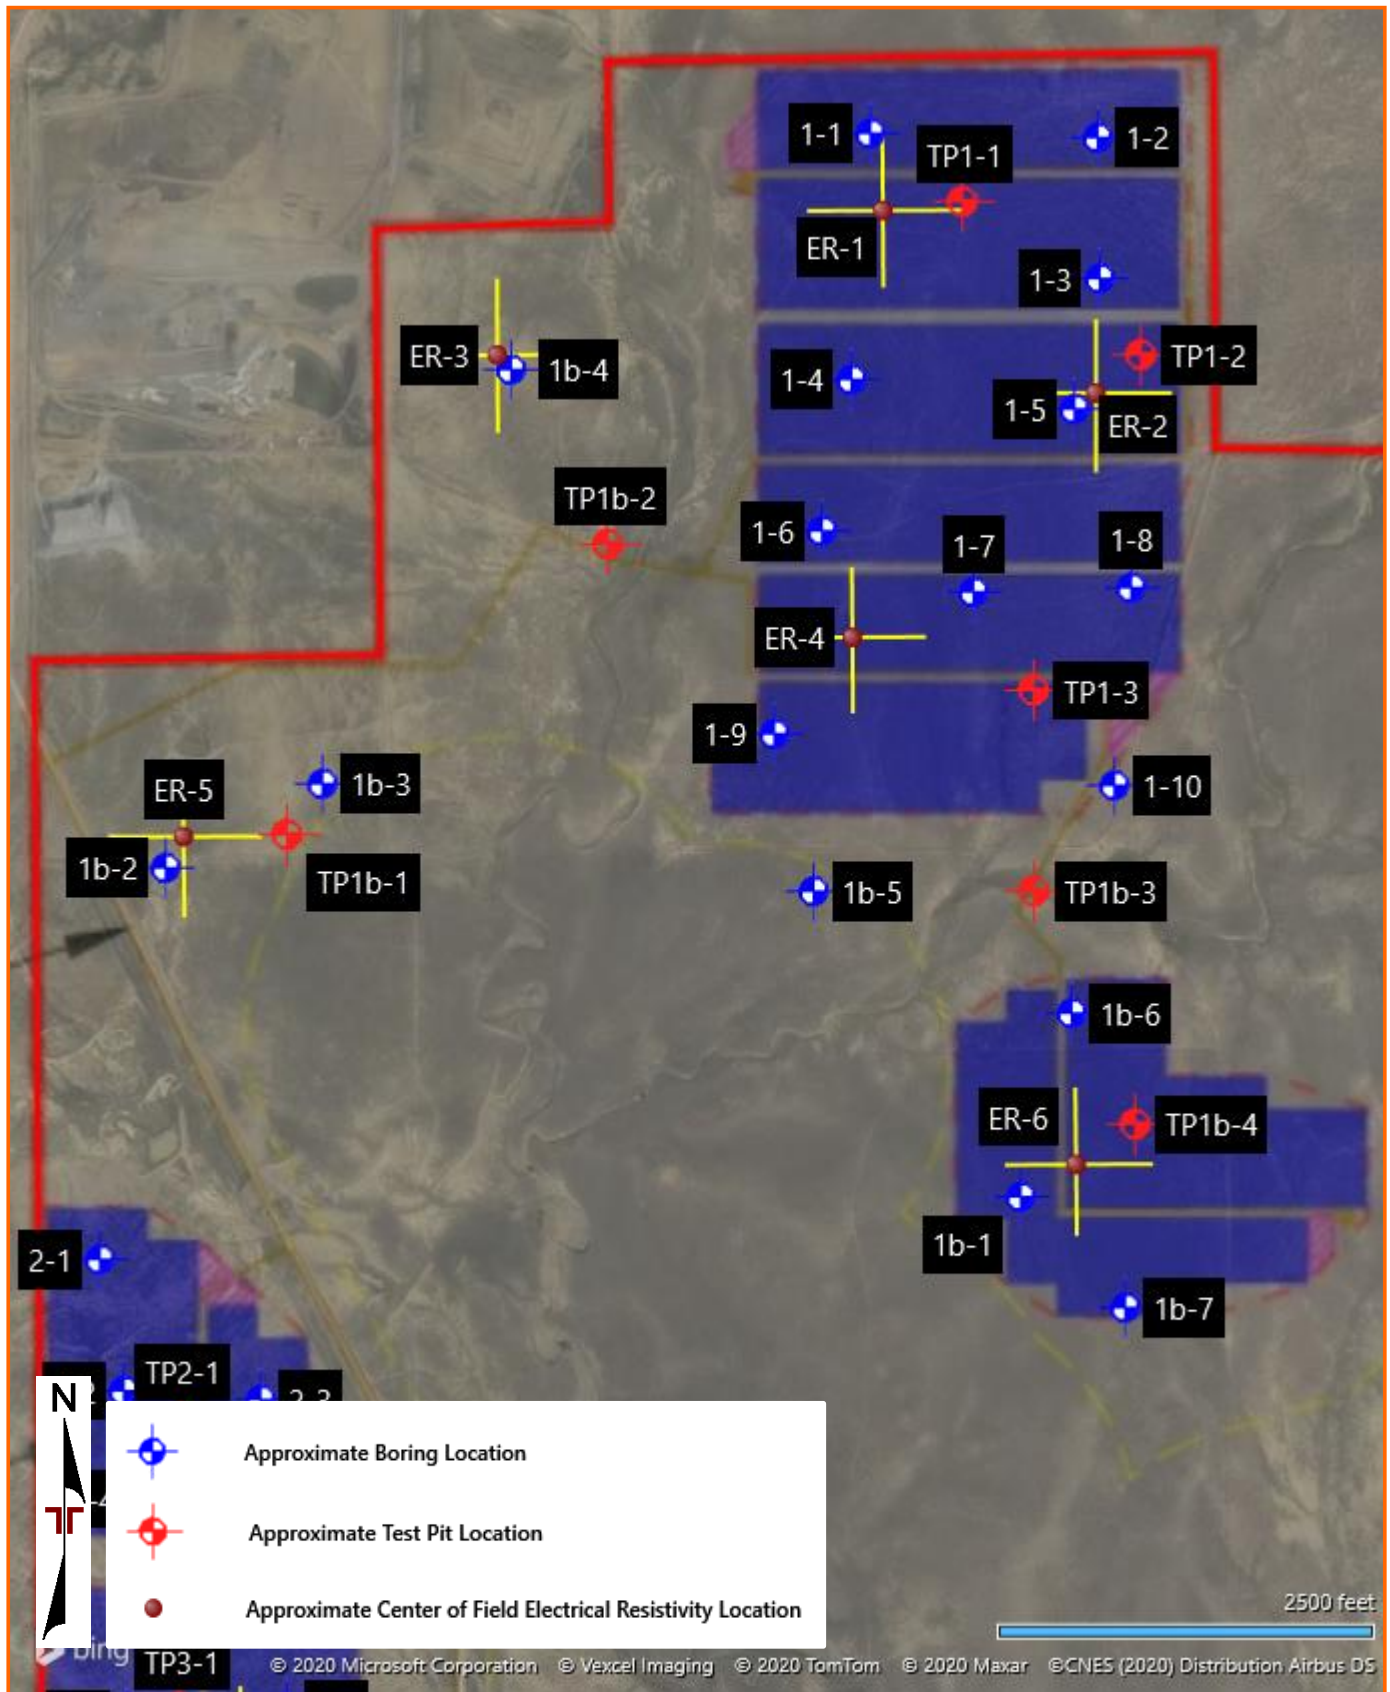 1-1
TP1-1
1-2
ER-1
1-3
ER-3
1b-4
TP1-2
1-4
1-5
ER-2
TP1b-2
1-6
1-7
1-8
ER-4
TP1-3
1-9
ER-5
1b-3
1-10
1b-2
TP1b-1
1b-5
TP1b-3
1b-6
ER-6
TP1b-4
1b-1
2-1
1b-7
TP2-1
N
Approximate Boring Location
Approximate Test Pit Location
Approximate Center of Field Electrical Resistivity Location
2500 feet
bing
TP3-1
© 2020 Microsoft Corporation © Vexcel Imaging © 2020 TomTom © 2020 Maxar ©CNES (2020) Distribution Airbus DS